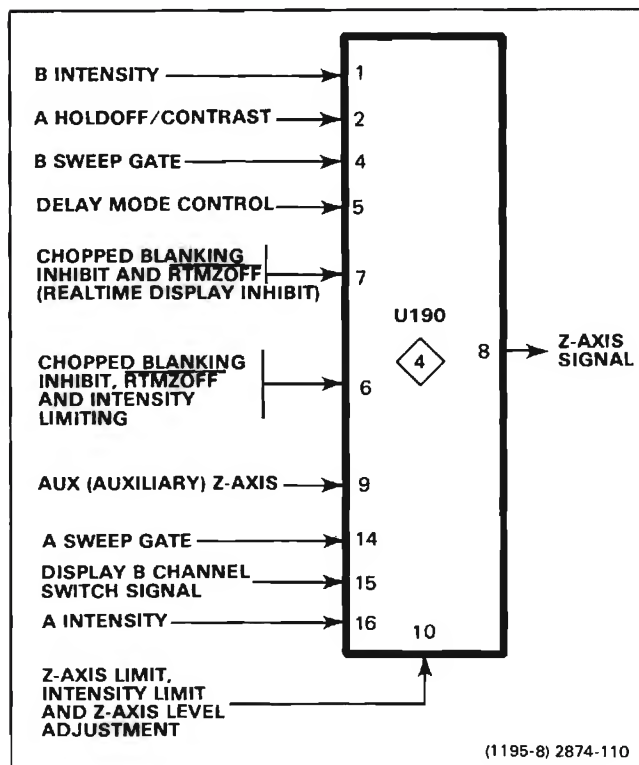 B INTENSITY 1
A HOLDOFF/CONTRAST 2
B SWEEP GATE 4
DELAY MODE CONTROL 5
CHOPPED BLANKING
INHIBIT AND RTMZOFF
(REALTIME DISPLAY INHIBIT)
7
U190
4
8
Z-AXIS
SIGNAL
CHOPPED BLANKING
INHIBIT, RTMZOFF
AND INTENSITY
LIMITING
6
AUX (AUXILIARY) Z-AXIS 9
A SWEEP GATE 14
DISPLAY B CHANNEL
SWITCH SIGNAL
15
A INTENSITY 16
10
Z-AXIS LIMIT,
INTENSITY LIMIT
AND Z-AXIS LEVEL
ADJUSTMENT
(1195-8) 2874-110